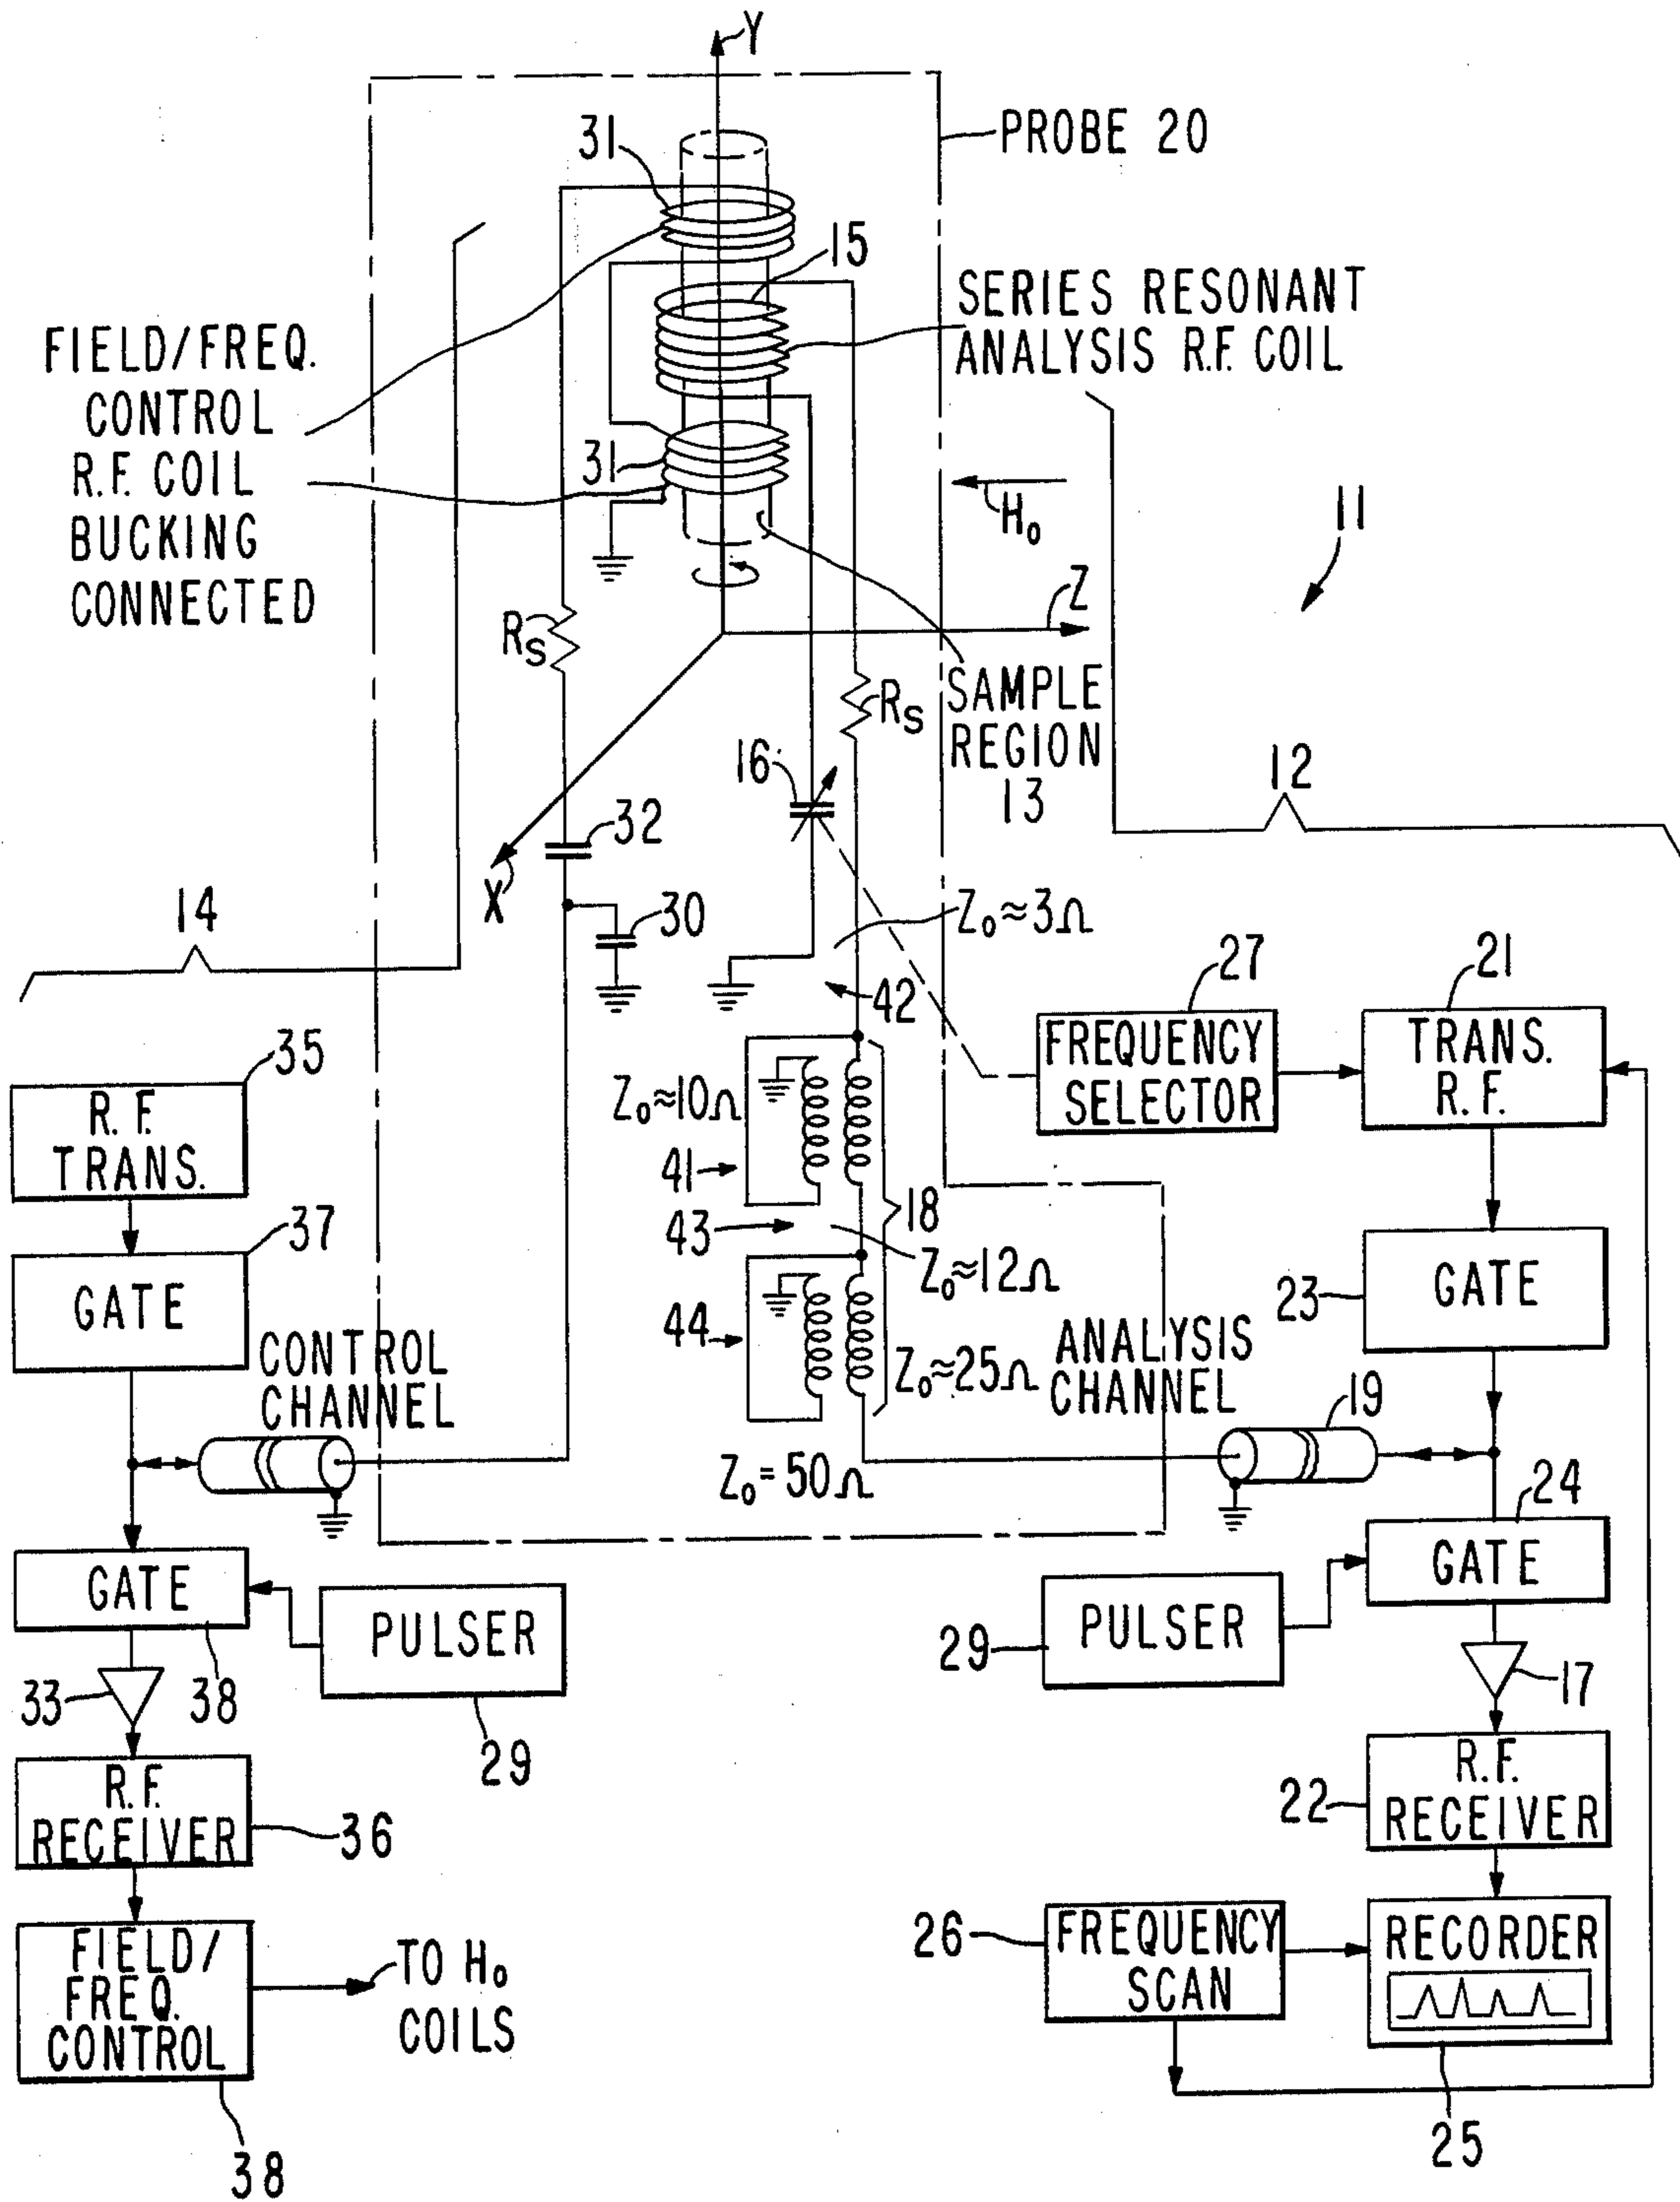 Y
PROBE 20
31
15
SERIES RESONANT
ANALYSIS R.F. COIL
FIELD/FREQ.
CONTROL
R.F. COIL
BUCKING
CONNECTED
31
H₀
11
Z
Rs
SAMPLE
REGION
13
Rs
16
12
32
X
14
30
Z₀≈3Ω
42
27
21
35
FREQUENCY
SELECTOR
TRANS.
R.F.
R.F.
TRANS.
Z₀≈10Ω
41
18
43
37
Z₀≈12Ω
GATE
23
GATE
44
CONTROL
CHANNEL
Z₀≈25Ω
ANALYSIS
CHANNEL
19
Z₀=50Ω
24
GATE
GATE
PULSER
29
PULSER
33
38
17
29
R.F.
RECEIVER
36
22
R.F.
RECEIVER
FIELD/
FREQ.
CONTROL
TO H₀
COILS
26
FREQUENCY
SCAN
RECORDER
25
38